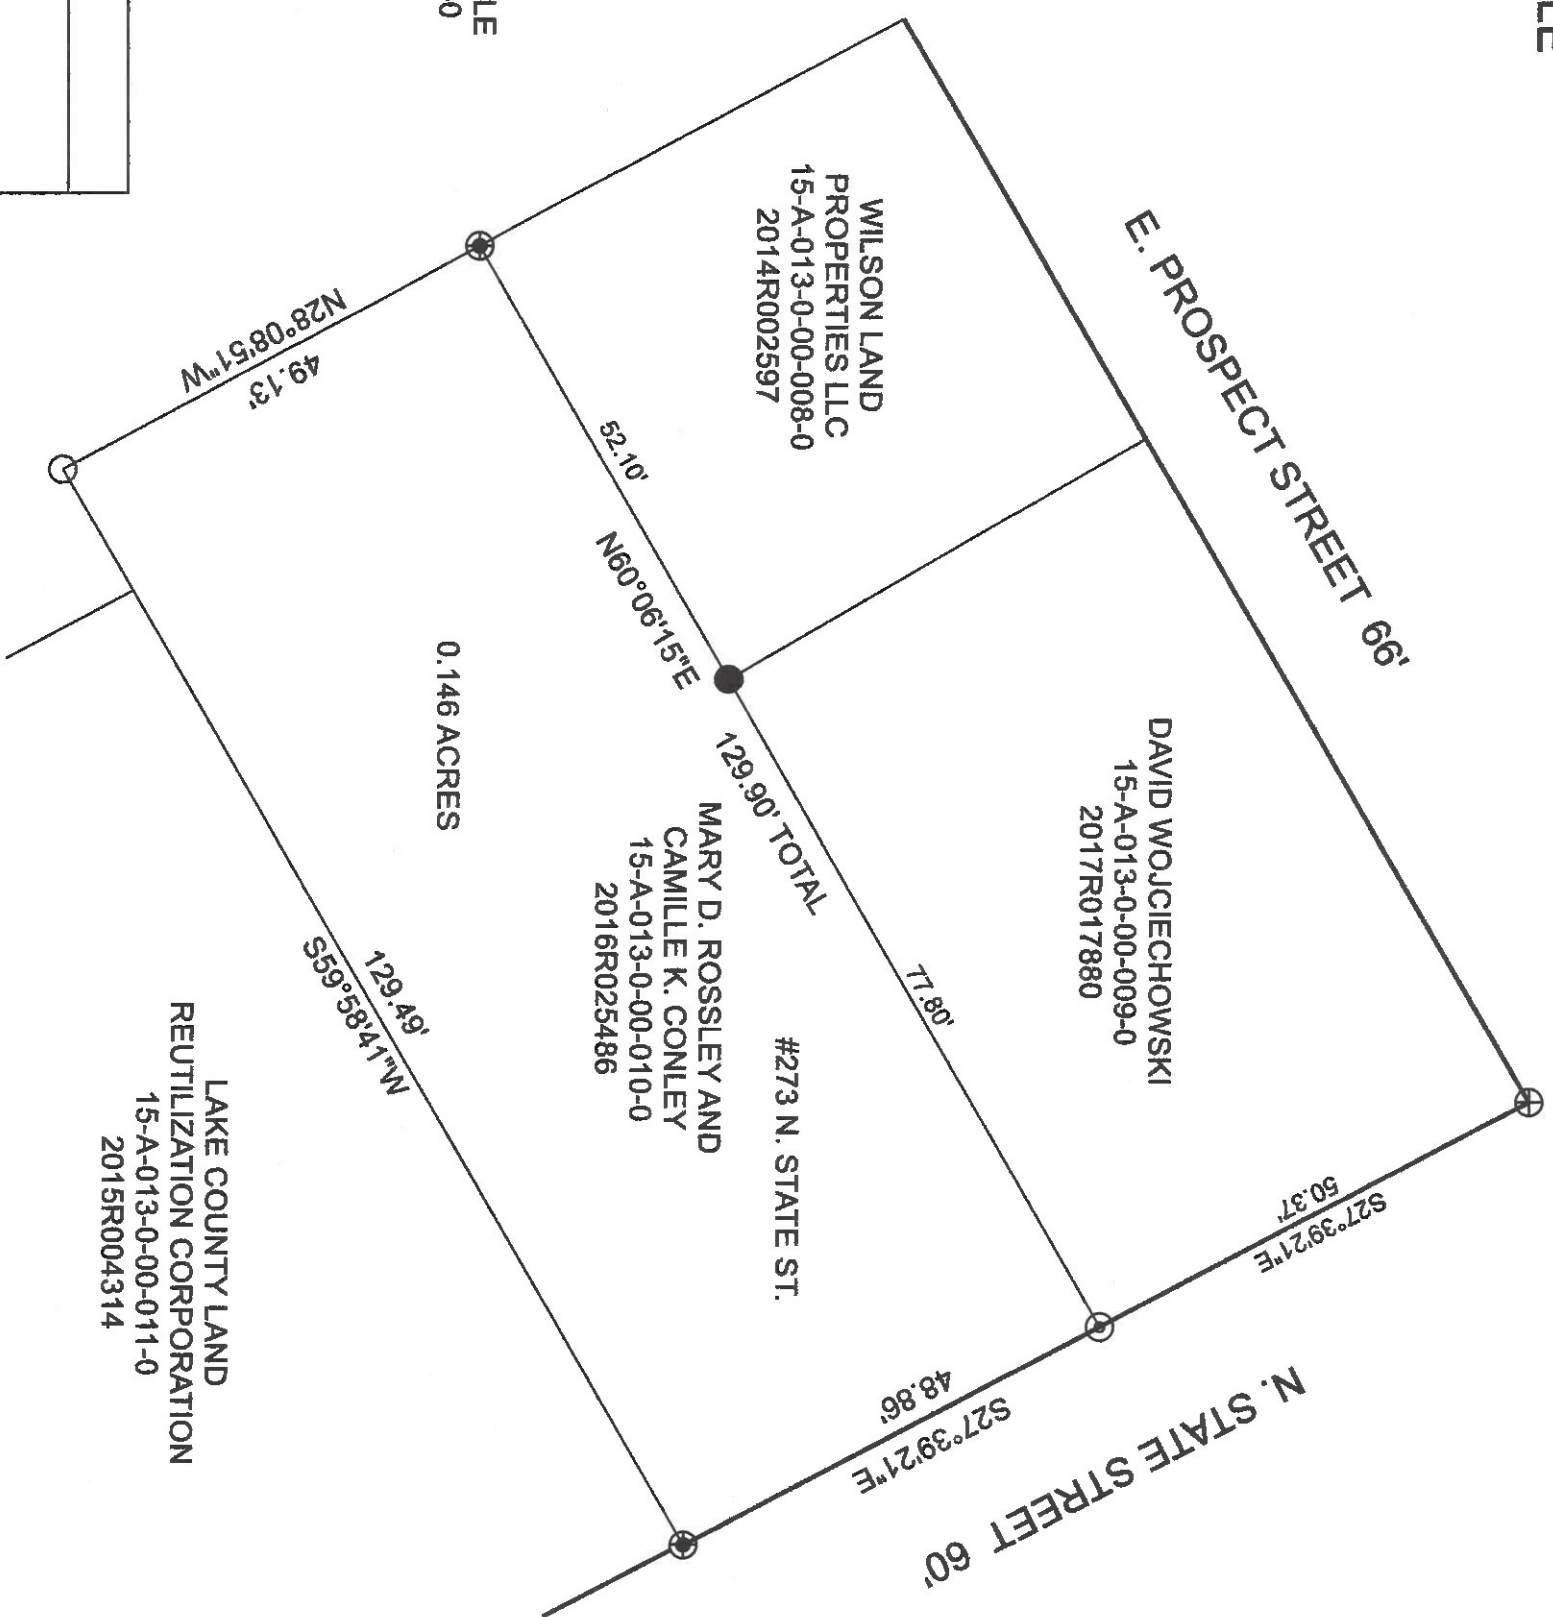 E. PROSPECT STREET 66'
WILSON LAND
PROPERTIES LLC
15-A-013-0-00-008-0
2014R002597
DAVID WOJCIECHOWSKI
15-A-013-0-00-009-0
2017R017880
52.10'
N60°06'15"E
129.90' TOTAL
77.80'
N28°08'51"W
49.13'
0.146 ACRES
MARY D. ROSSLEY AND
CAMILLE K. CONLEY
15-A-013-0-00-010-0
2016R025486
#273 N. STATE ST.
50.37'
S27°39'21"E
48.86'
S27°39'21"E
N. STATE STREET 60'
129.49'
S59°58'41"W
LAKE COUNTY LAND
REUTILIZATION CORPORATION
15-A-013-0-00-011-0
2015R004314